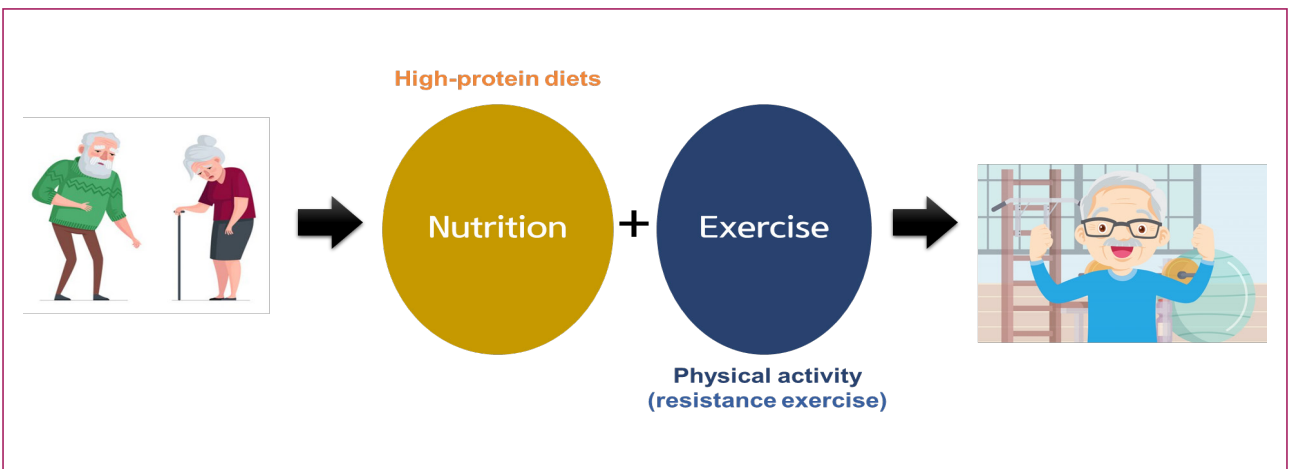 High-protein diets
Nutrition
+
Exercise
Physical activity
(resistance exercise)